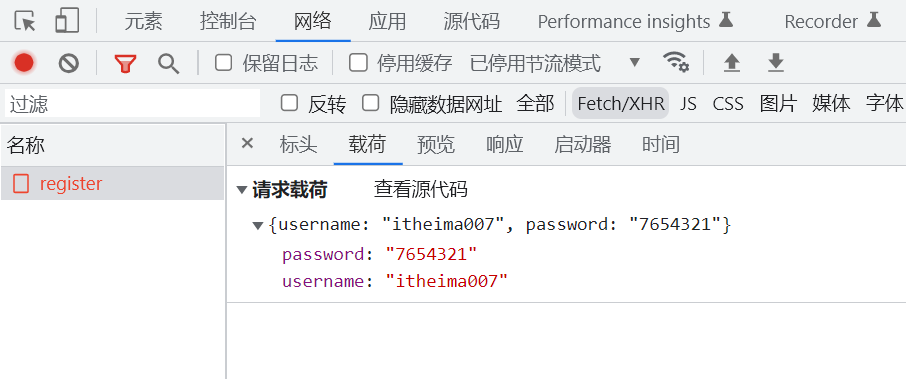 元素 控制台 网络 应用 源代码 Performance insights Recorder
保留日志 停用缓存 已停用节流模式
过滤 反转 隐藏数据网址 全部 Fetch/XHR JS CSS 图片 媒体 字体
名称 标头 载荷 预览 响应 启动器 时间
register 请求载荷 查看源代码
{username: "itheima007", password: "7654321"}
password: "7654321"
username: "itheima007"